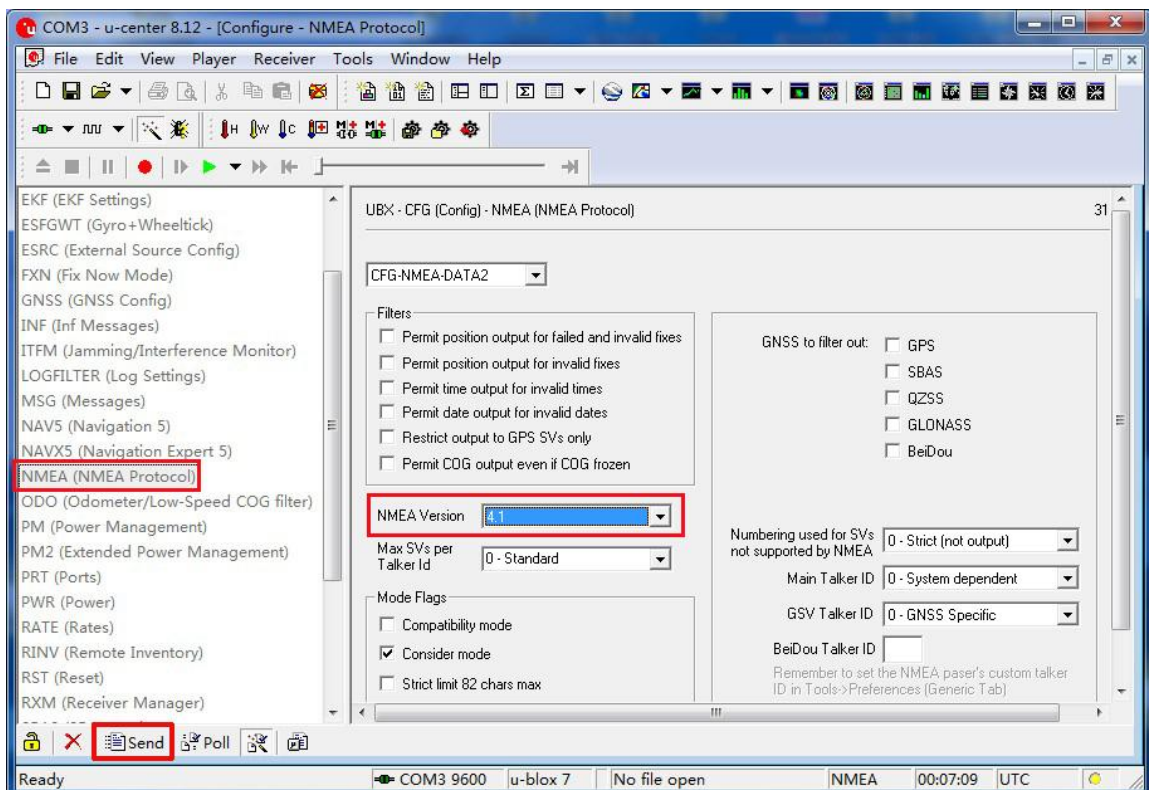 COM3 - u-center 8.12 - [Configure - NMEA Protocol]
File Edit View Player Receiver Tools Window Help
EKF (EKF Settings)
ESFGWT (Gyro+Wheeltick)
ESRC (External Source Config)
FXN (Fix Now Mode)
GNSS (GNSS Config)
INF (Inf Messages)
ITFM (Jamming/Interference Monitor)
LOGFILTER (Log Settings)
MSG (Messages)
NAV5 (Navigation 5)
NAVX5 (Navigation Expert 5)
NMEA (NMEA Protocol)
ODO (Odometer/Low-Speed COG filter)
PM (Power Management)
PM2 (Extended Power Management)
PRT (Ports)
PWR (Power)
RATE (Rates)
RINV (Remote Inventory)
RST (Reset)
RXM (Receiver Manager)
UBX - CFG (Config) - NMEA (NMEA Protocol) 31
CFG-NMEA-DATA2
Filters
Permit position output for failed and invalid fixes
Permit position output for invalid fixes
Permit time output for invalid times
Permit date output for invalid dates
Restrict output to GPS SVs only
Permit COG output even if COG frozen
NMEA Version 4.1
Max SVs per
Talker Id 0 - Standard
Mode Flags
Compatibility mode
Consider mode
Strict limit 82 chars max
GNSS to filter out: GPS
SBAS
QZSS
GLONASS
BeiDou
Numbering used for SVs
not supported by NMEA 0 - Strict (not output)
Main Talker ID 0 - System dependent
GSV Talker ID 0 - GNSS Specific
BeiDou Talker ID
Remember to set the NMEA paser's custom talker
ID in Tools->Preferences (Generic Tab)
Send Poll
Ready COM3 9600 u-blox 7 No file open NMEA 00:07:09 UTC